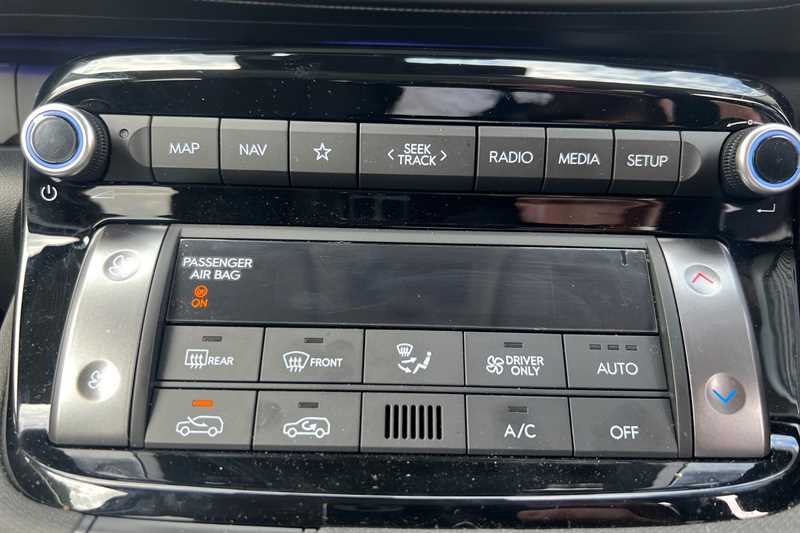 MAP
NAV
SEEK
TRACK
RADIO
MEDIA
SETUP
PASSENGER
AIR BAG
ON
REAR
FRONT
DRIVER
ONLY
AUTO
A/C
OFF